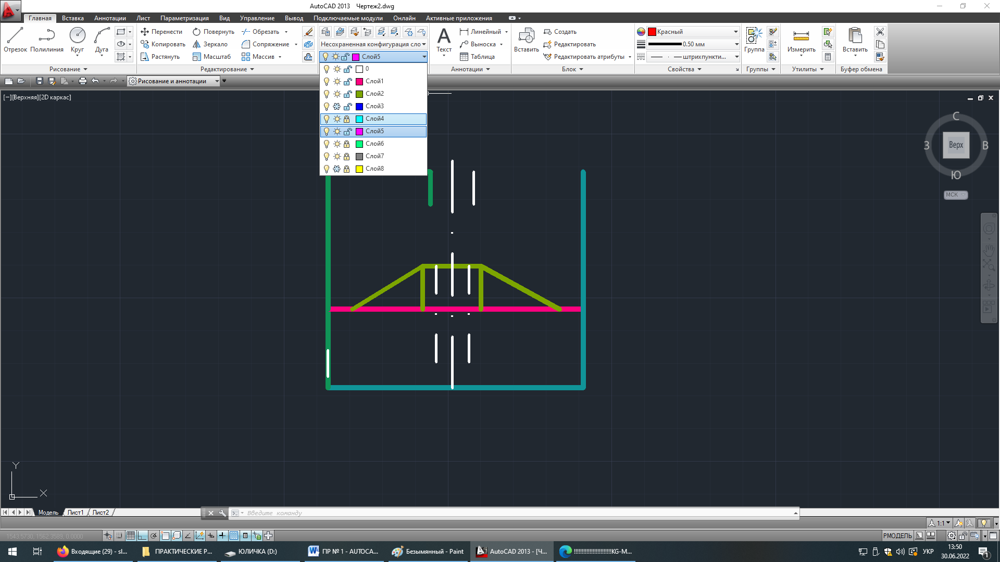 AutoCAD 2013 Чертеж2.dwg
Главная Вставка Аннотации Лист Параметризация Вид Управление Вывод Подключаемые модули Онлайн Активные приложения
Отрезок Полилиния Круг Дуга
Рисование
Перенести Повернуть Обрезать
Копировать Зеркало Сопряжение
Растянуть Масштаб Массив
Редактирование
Несохраненная конфигурация сло
Слой5
0
Слой1
Слой2
Слой3
Слой4
Слой5
Слой6
Слой7
Слой8
Текст
Линейный
Выноска
Таблица
Аннотации
Вставить
Создать
Редактировать
Редактировать атрибуты
Блок
Красный
0.50 мм
штрихпункти...
Свойства
Группа
Группы
Измерить
Утилиты
Вставить
Буфер обмена
Рисование и аннотации
[−][Верхняя][2D каркас]
С
З Верх В
Ю
МСК
Y
X
Модель Лист1 Лист2
Введите команду
1:1
1543.5730, 1562.3589, 0.0000
РМОДЕЛЬ
Входящие (29) - sl...
ПРАКТИЧЕСКИЕ Р...
ЮЛИЧКА (D:)
ПР № 1 - AUTOCA...
Безымянный - Paint
AutoCAD 2013 - [Ч...
!!!!!!!!!!!!!!!!!!!!!!!!!KG-M...
УКР
13:50
30.06.2022
1